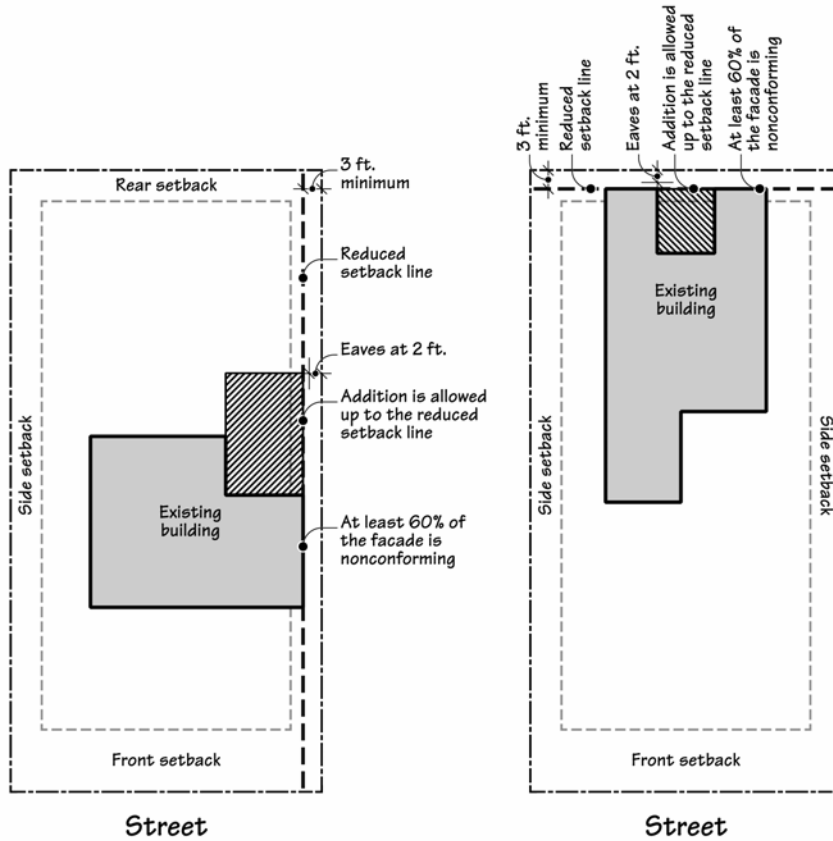 3 ft.
minimum
Rear setback
Reduced
setback line
Eaves at 2 ft.
Addition is allowed
up to the reduced
setback line
Side setback
Existing
building
At least 60% of
the facade is
nonconforming
Front setback
Street
3 ft.
minimum
Reduced
setback line
Eaves at 2 ft.
Addition is allowed
up to the reduced
setback line
At least 60% of
the facade is
nonconforming
Existing
building
Side setback
Side setback
Front setback
Street